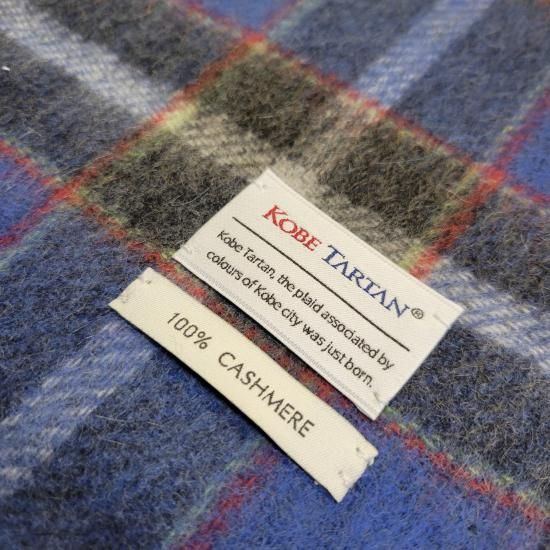 KOBE TARTAN®
Kobe Tartan, the plaid associated by
colours of Kobe city was just born.
100% CASHMERE